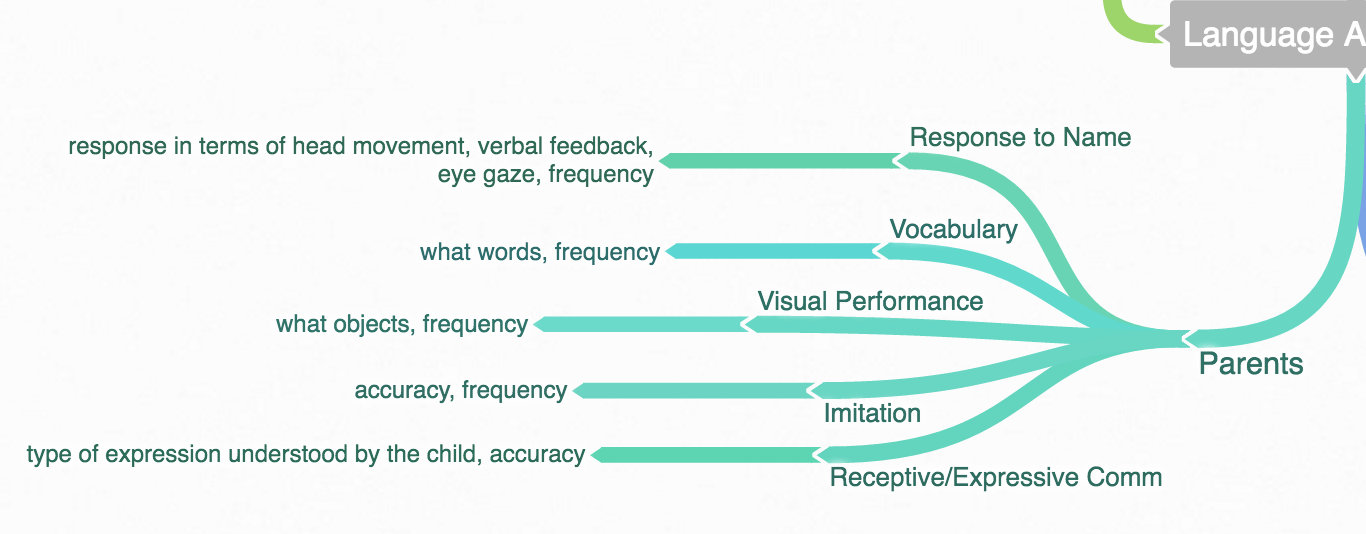 Language A
Response to Name
response in terms of head movement, verbal feedback,
eye gaze, frequency
Vocabulary
what words, frequency
Visual Performance
what objects, frequency
Parents
accuracy, frequency
Imitation
type of expression understood by the child, accuracy
Receptive/Expressive Comm